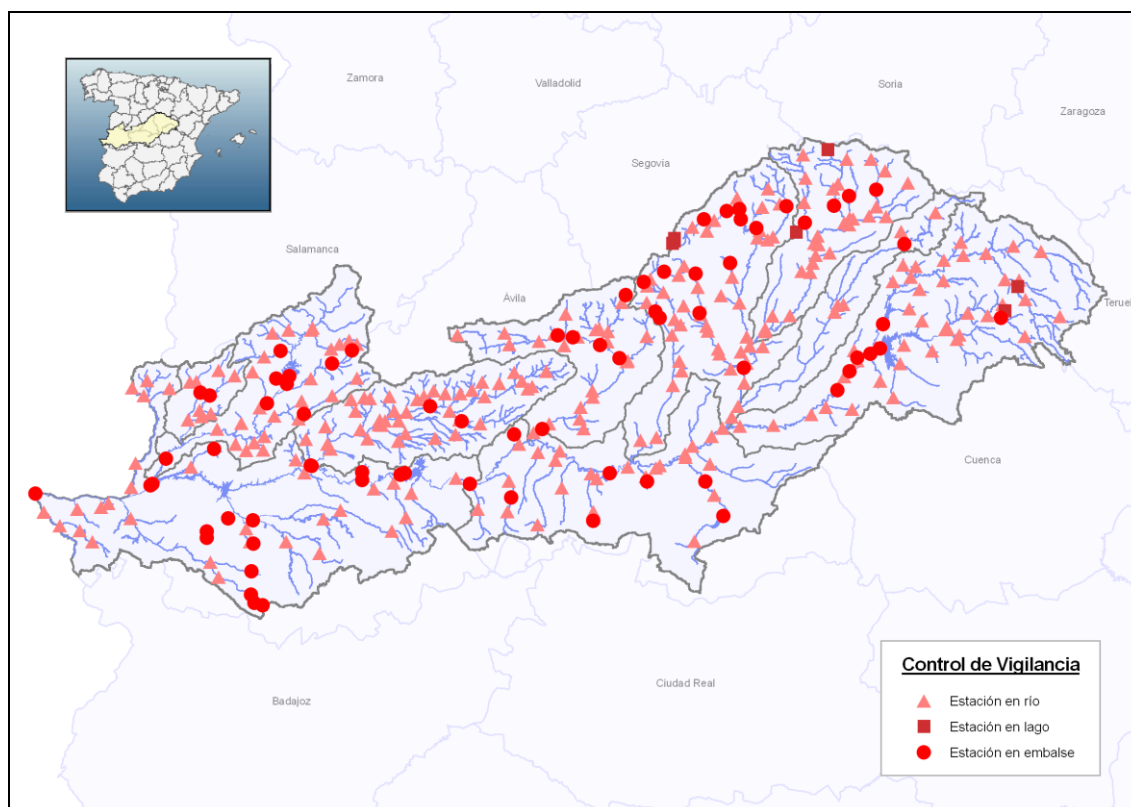 Zamora
Valladolid
Soria
Zaragoza
Segovia
Salamanca
Ávila
Teruel
Cuenca
Ciudad Real
Badajoz
Control de Vigilancia
Estación en río
Estación en lago
Estación en embalse